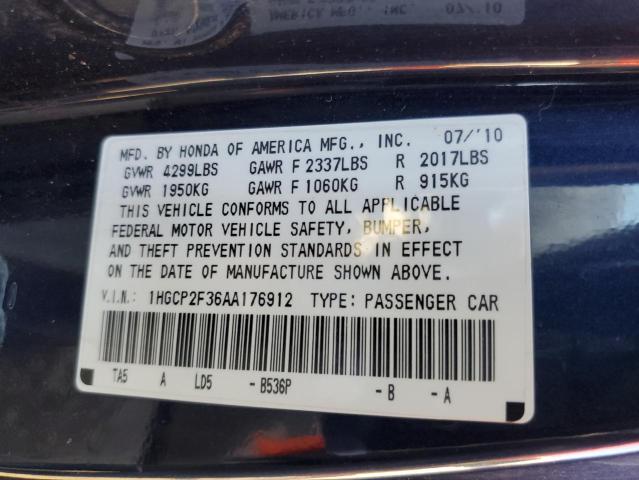 MFD. BY HONDA OF AMERICA MFG., INC. 07/'10
GVWR 4299LBS GAWR F 2337LBS R 2017LBS
GVWR 1950KG GAWR F 1060KG R 915KG
THIS VEHICLE CONFORMS TO ALL APPLICABLE
FEDERAL MOTOR VEHICLE SAFETY, BUMPER,
AND THEFT PREVENTION STANDARDS IN EFFECT
ON THE DATE OF MANUFACTURE SHOWN ABOVE.
V.I.N.: 1HGCP2F36AA176912 TYPE: PASSENGER CAR
TA5 A LD5 -B536P -B -A